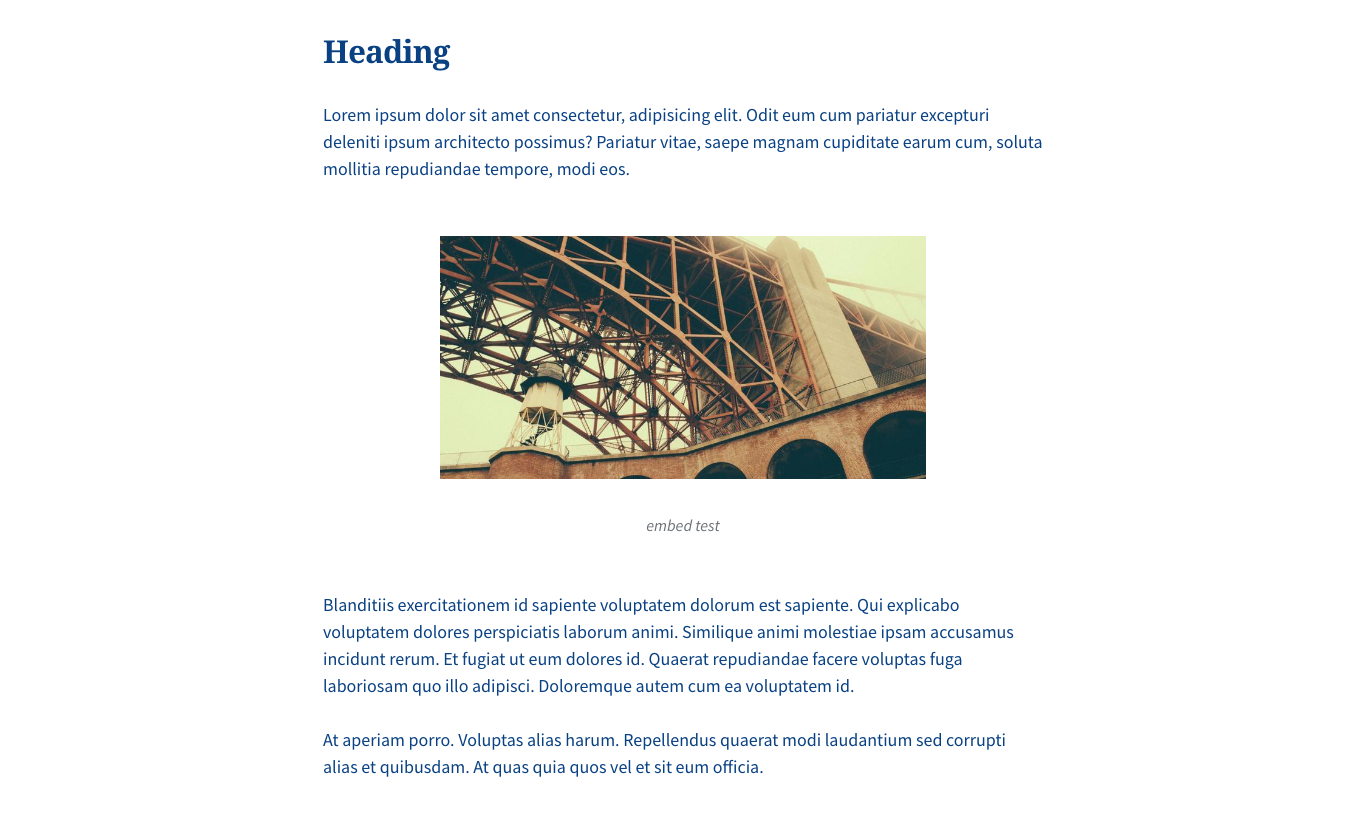 Heading
Lorem ipsum dolor sit amet consectetur, adipisicing elit. Odit eum cum pariatur excepturi
deleniti ipsum architecto possimus? Pariatur vitae, saepe magnam cupiditate earum cum, soluta
mollitia repudiandae tempore, modi eos.
embed test
Blanditiis exercitationem id sapiente voluptatem dolorum est sapiente. Qui explicabo
voluptatem dolores perspiciatis laborum animi. Similique animi molestiae ipsam accusamus
incidunt rerum. Et fugiat ut eum dolores id. Quaerat repudiandae facere voluptas fuga
laboriosam quo illo adipisci. Doloremque autem cum ea voluptatem id.
At aperiam porro. Voluptas alias harum. Repellendus quaerat modi laudantium sed corrupti
alias et quibusdam. At quas quia quos vel et sit eum officia.